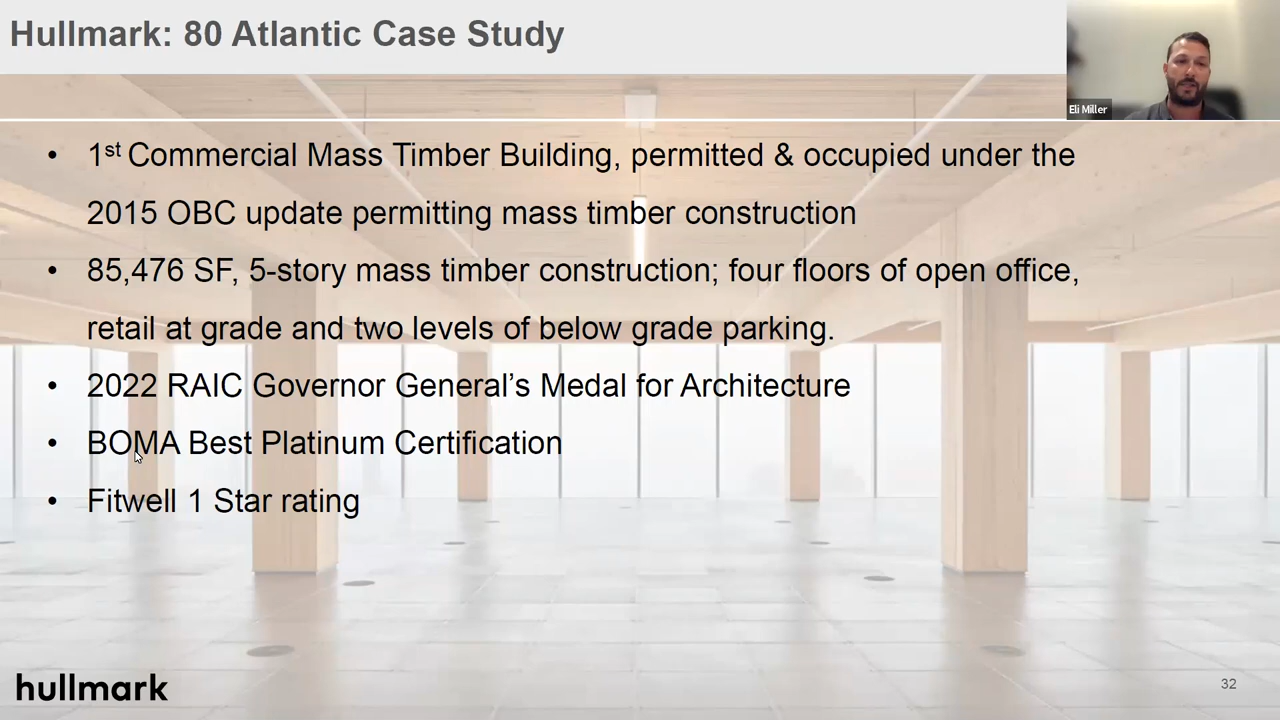 Hullmark: 80 Atlantic Case Study
Eli Miller
• 1st Commercial Mass Timber Building, permitted & occupied under the
2015 OBC update permitting mass timber construction
• 85,476 SF, 5-story mass timber construction; four floors of open office,
retail at grade and two levels of below grade parking.
• 2022 RAIC Governor General’s Medal for Architecture
• BOMA Best Platinum Certification
• Fitwell 1 Star rating
hullmark
32